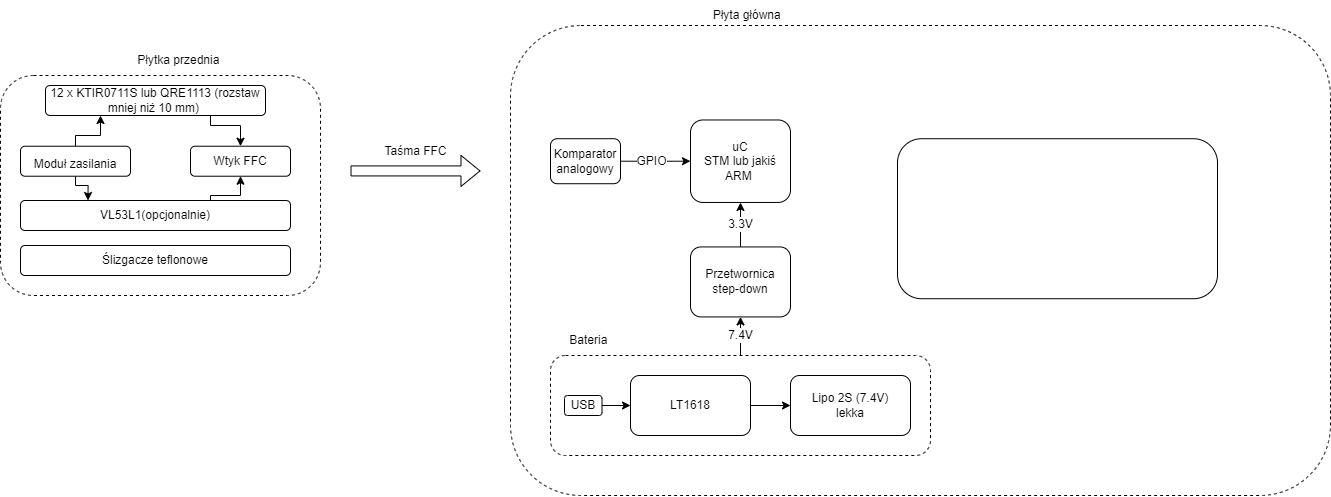 Płytka przednia
12 x KTIR0711S lub QRE1113 (rozstaw
mniej niż 10 mm)
Moduł zasilania
Wtyk FFC
VL53L1(opcjonalnie)
Ślizgacze teflonowe
Taśma FFC
Płyta główna
Komparator
analogowy
GPIO
uC
STM lub jakiś
ARM
3.3V
Przetwornica
step-down
7.4V
Bateria
USB
LT1618
Lipo 2S (7.4V)
lekka